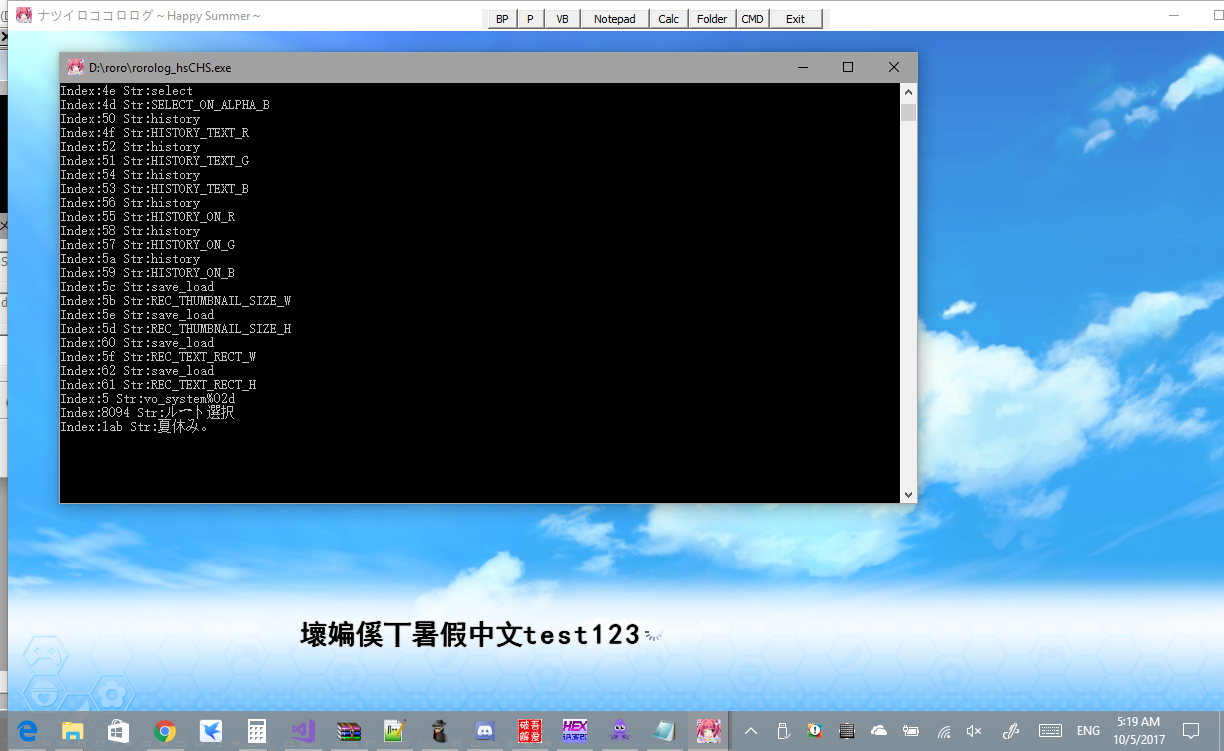 ナツイロココロログ～Happy Summer～
BP P VB Notepad Calc Folder CMD Exit
D:\roro\rorolog_hsCHS.exe
Index:4e Str:select
Index:4d Str:SELECT_ON_ALPHA_B
Index:50 Str:history
Index:4f Str:HISTORY_TEXT_R
Index:52 Str:history
Index:51 Str:HISTORY_TEXT_G
Index:54 Str:history
Index:53 Str:HISTORY_TEXT_B
Index:56 Str:history
Index:55 Str:HISTORY_ON_R
Index:58 Str:history
Index:57 Str:HISTORY_ON_G
Index:5a Str:history
Index:59 Str:HISTORY_ON_B
Index:5c Str:save_load
Index:5b Str:REC_THUMBNAIL_SIZE_W
Index:5e Str:save_load
Index:5d Str:REC_THUMBNAIL_SIZE_H
Index:60 Str:save_load
Index:5f Str:REC_TEXT_RECT_W
Index:62 Str:save_load
Index:61 Str:REC_TEXT_RECT_H
Index:5 Str:vo_system%02d
Index:8094 Str:ルート選択
Index:1ab Str:夏休み。
壞媥傒丅暑假中文test123
破吾
解爱
HEX
ENG
5:19 AM
10/5/2017